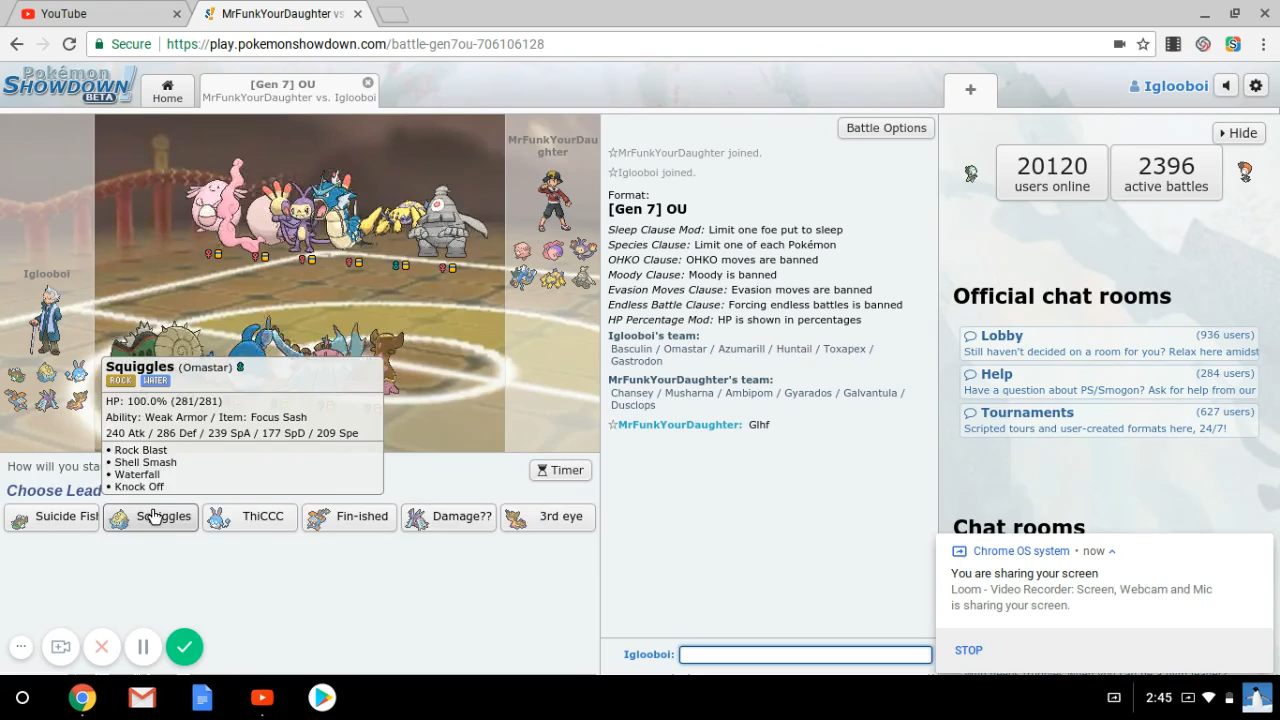 YouTube
MrFunkYourDaughter vs
Secure
https://play.pokemonshowdown.com/battle-gen7ou-706106128
Pokémon
SHOWDOWN!
BETA
Home
[Gen 7] OU
MrFunkYourDaughter vs. Iglooboi
+
Iglooboi
MrFunkYourDau
ghter
Iglooboi
Squiggles (Omastar)
ROCK WATER
HP: 100.0% (281/281)
Ability: Weak Armor / Item: Focus Sash
240 Atk / 286 Def / 239 SpA / 177 SpD / 209 Spe
• Rock Blast
• Shell Smash
• Waterfall
• Knock Off
How will you sta
Timer
Choose Lead
Suicide Fish
Squiggles
ThiCCC
Fin-ished
Damage??
3rd eye
Battle Options
☆MrFunkYourDaughter joined.
☆Iglooboi joined.
Format:
[Gen 7] OU
Sleep Clause Mod: Limit one foe put to sleep
Species Clause: Limit one of each Pokémon
OHKO Clause: OHKO moves are banned
Moody Clause: Moody is banned
Evasion Moves Clause: Evasion moves are banned
Endless Battle Clause: Forcing endless battles is banned
HP Percentage Mod: HP is shown in percentages
Iglooboi's team:
Basculin / Omastar / Azumarill / Huntail / Toxapex /
Gastrodon
MrFunkYourDaughter's team:
Chansey / Musharna / Ambipom / Gyarados / Galvantula /
Dusclops
☆MrFunkYourDaughter: Glhf
Iglooboi:
Hide
20120
users online
2396
active battles
Official chat rooms
Lobby
(936 users)
Still haven't decided on a room for you? Relax here amidst
Help
(284 users)
Have a question about PS/Smogon? Ask for help from our
Tournaments
(627 users)
Scripted tours and user-created formats here, 24/7!
Chat rooms
Chrome OS system • now
You are sharing your screen
Loom - Video Recorder: Screen, Webcam and Mic
is sharing your screen.
STOP
2:45